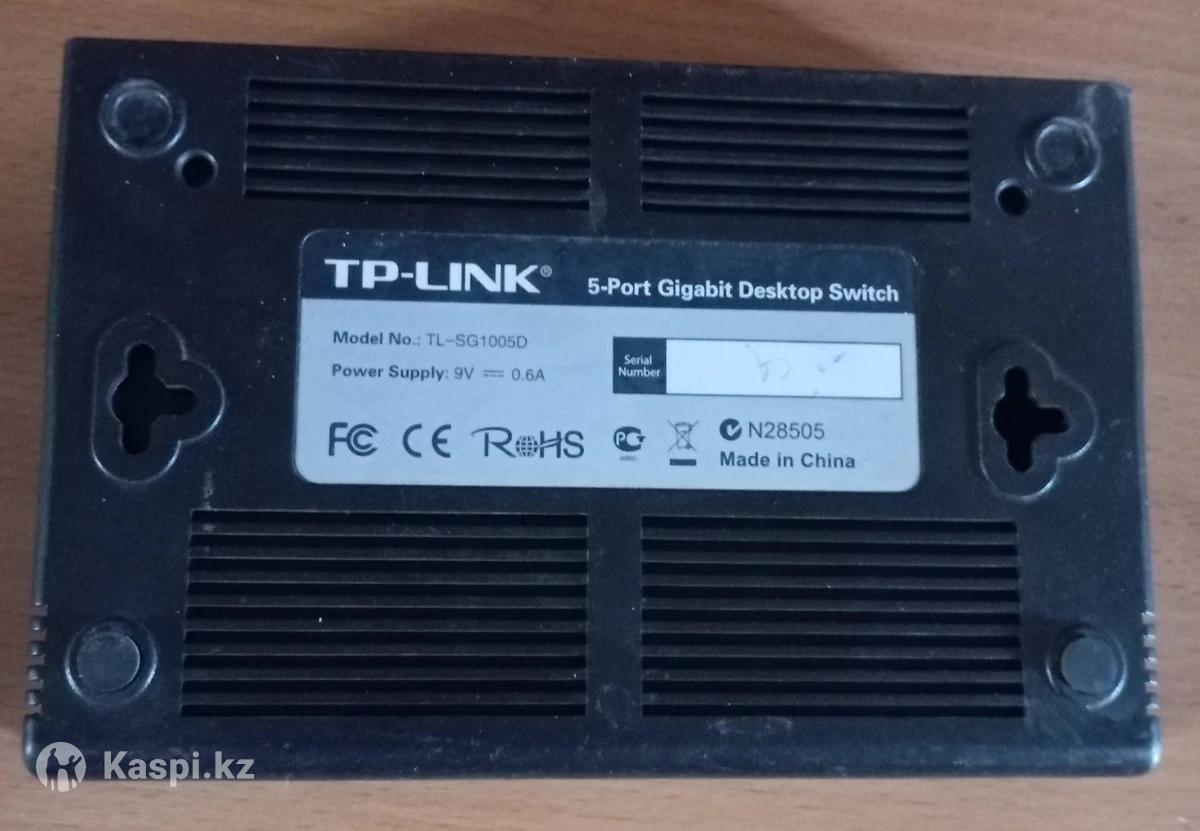 TP-LINK®
5-Port Gigabit Desktop Switch
Model No.: TL-SG1005D
Power Supply: 9V ⎓ 0.6A
Serial
Number
FC CE RoHS PG N28505
Made in China
Kaspi.kz